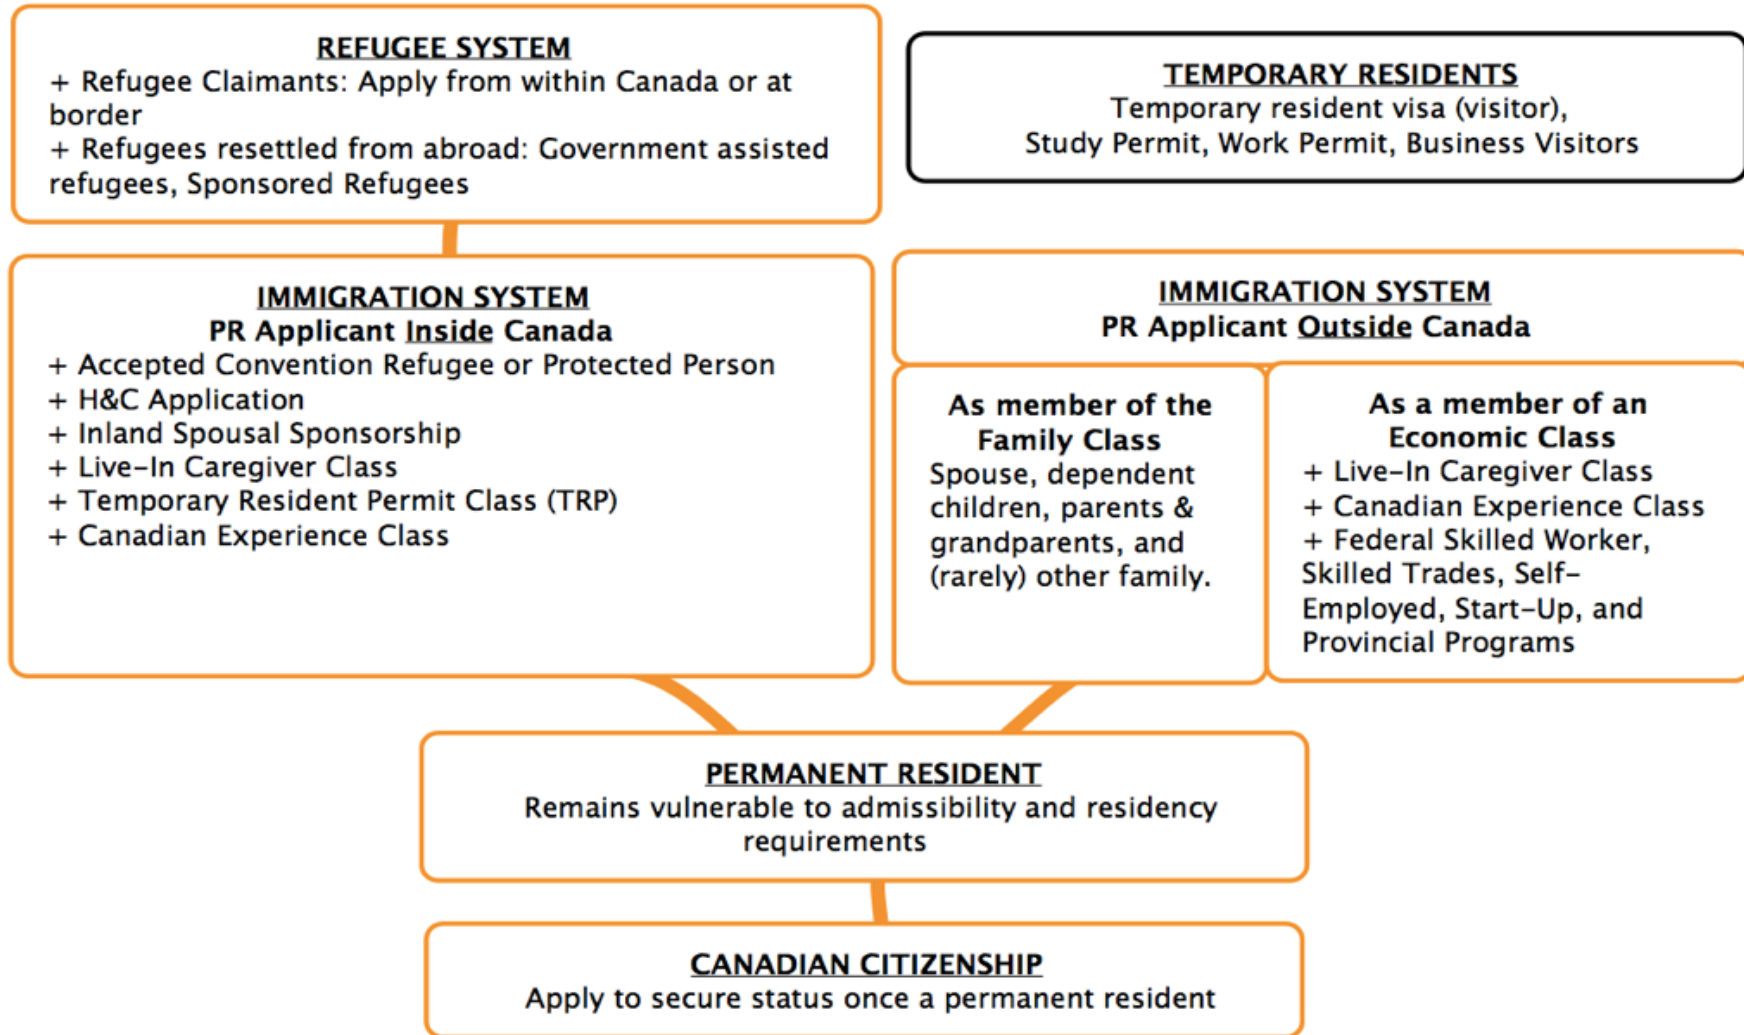 REFUGEE SYSTEM
+ Refugee Claimants: Apply from within Canada or at
border
+ Refugees resettled from abroad: Government assisted
refugees, Sponsored Refugees
TEMPORARY RESIDENTS
Temporary resident visa (visitor),
Study Permit, Work Permit, Business Visitors
IMMIGRATION SYSTEM
PR Applicant Inside Canada
+ Accepted Convention Refugee or Protected Person
+ H&C Application
+ Inland Spousal Sponsorship
+ Live-In Caregiver Class
+ Temporary Resident Permit Class (TRP)
+ Canadian Experience Class
IMMIGRATION SYSTEM
PR Applicant Outside Canada
As member of the
Family Class
Spouse, dependent
children, parents &
grandparents, and
(rarely) other family.
As a member of an
Economic Class
+ Live-In Caregiver Class
+ Canadian Experience Class
+ Federal Skilled Worker,
Skilled Trades, Self-
Employed, Start-Up, and
Provincial Programs
PERMANENT RESIDENT
Remains vulnerable to admissibility and residency
requirements
CANADIAN CITIZENSHIP
Apply to secure status once a permanent resident